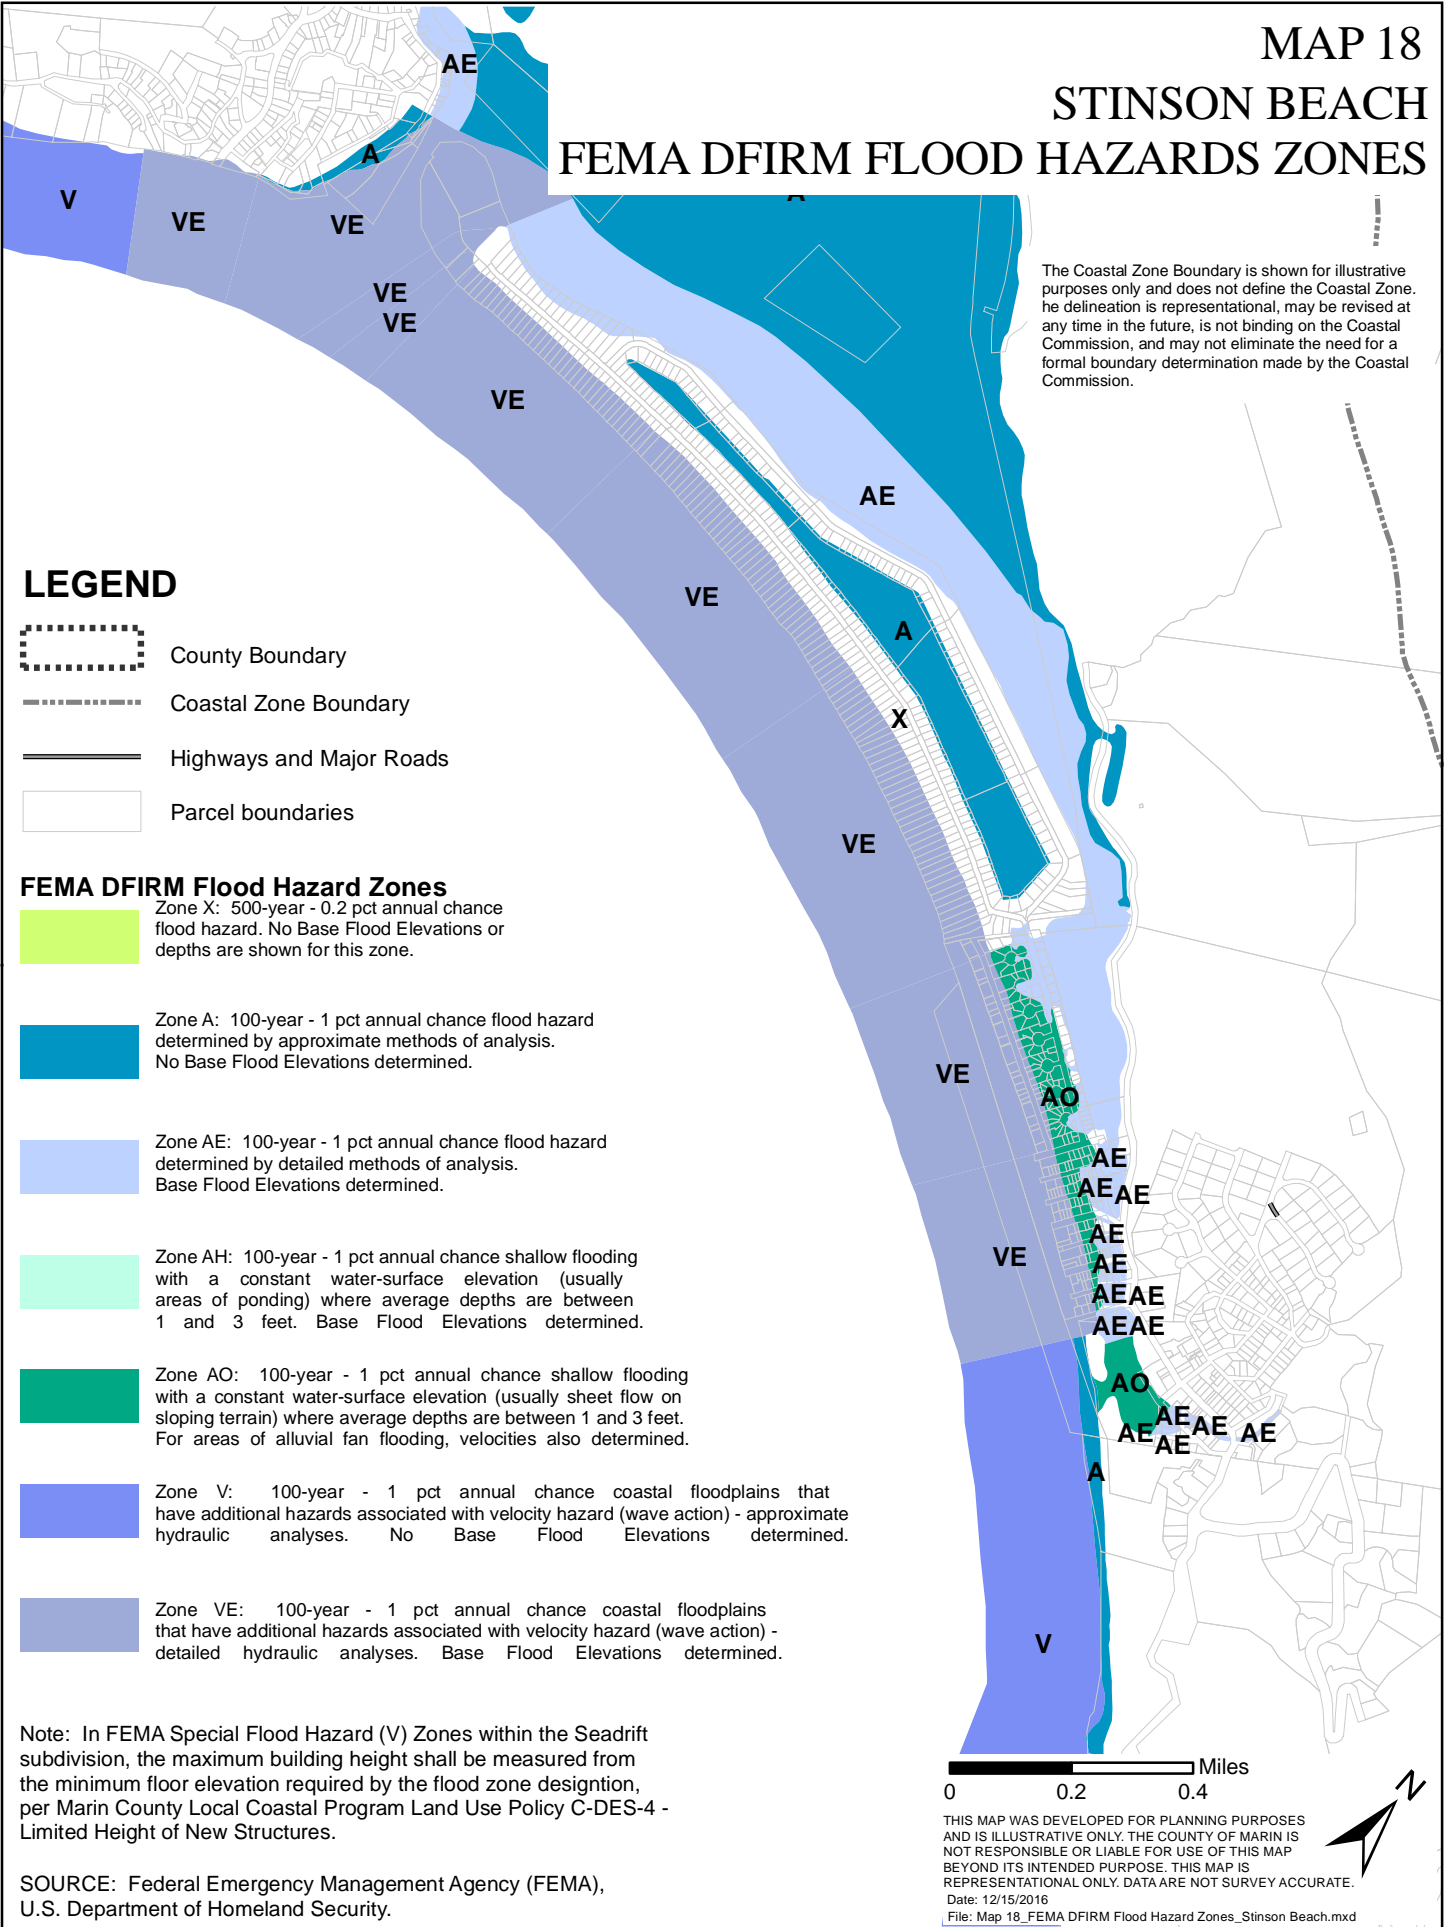 MAP 18
STINSON BEACH
FEMA DFIRM FLOOD HAZARDS ZONES
AE
A
A
V
VE
VE
VE
VE
VE
The Coastal Zone Boundary is shown for illustrative
purposes only and does not define the Coastal Zone.
he delineation is representational, may be revised at
any time in the future, is not binding on the Coastal
Commission, and may not eliminate the need for a
formal boundary determination made by the Coastal
Commission.
AE
VE
A
X
VE
VE
AO
AE
AE AE
AE
AE
AE AE
AE AE
VE
AO
AE
AE
AE
AE
AE
A
V
LEGEND
County Boundary
Coastal Zone Boundary
Highways and Major Roads
Parcel boundaries
FEMA DFIRM Flood Hazard Zones
Zone X: 500-year - 0.2 pct annual chance
flood hazard. No Base Flood Elevations or
depths are shown for this zone.
Zone A: 100-year - 1 pct annual chance flood hazard
determined by approximate methods of analysis.
No Base Flood Elevations determined.
Zone AE: 100-year - 1 pct annual chance flood hazard
determined by detailed methods of analysis.
Base Flood Elevations determined.
Zone AH: 100-year - 1 pct annual chance shallow flooding
with a constant water-surface elevation (usually
areas of ponding) where average depths are between
1 and 3 feet. Base Flood Elevations determined.
Zone AO: 100-year - 1 pct annual chance shallow flooding
with a constant water-surface elevation (usually sheet flow on
sloping terrain) where average depths are between 1 and 3 feet.
For areas of alluvial fan flooding, velocities also determined.
Zone V: 100-year - 1 pct annual chance coastal floodplains that
have additional hazards associated with velocity hazard (wave action) - approximate
hydraulic analyses. No Base Flood Elevations determined.
Zone VE: 100-year - 1 pct annual chance coastal floodplains
that have additional hazards associated with velocity hazard (wave action) -
detailed hydraulic analyses. Base Flood Elevations determined.
Note: In FEMA Special Flood Hazard (V) Zones within the Seadrift
subdivision, the maximum building height shall be measured from
the minimum floor elevation required by the flood zone designtion,
per Marin County Local Coastal Program Land Use Policy C-DES-4 -
Limited Height of New Structures.
SOURCE: Federal Emergency Management Agency (FEMA),
U.S. Department of Homeland Security.
Miles
0 0.2 0.4
N
THIS MAP WAS DEVELOPED FOR PLANNING PURPOSES
AND IS ILLUSTRATIVE ONLY. THE COUNTY OF MARIN IS
NOT RESPONSIBLE OR LIABLE FOR USE OF THIS MAP
BEYOND ITS INTENDED PURPOSE. THIS MAP IS
REPRESENTATIONAL ONLY. DATA ARE NOT SURVEY ACCURATE.
Date: 12/15/2016
File: Map 18_FEMA DFIRM Flood Hazard Zones_Stinson Beach.mxd